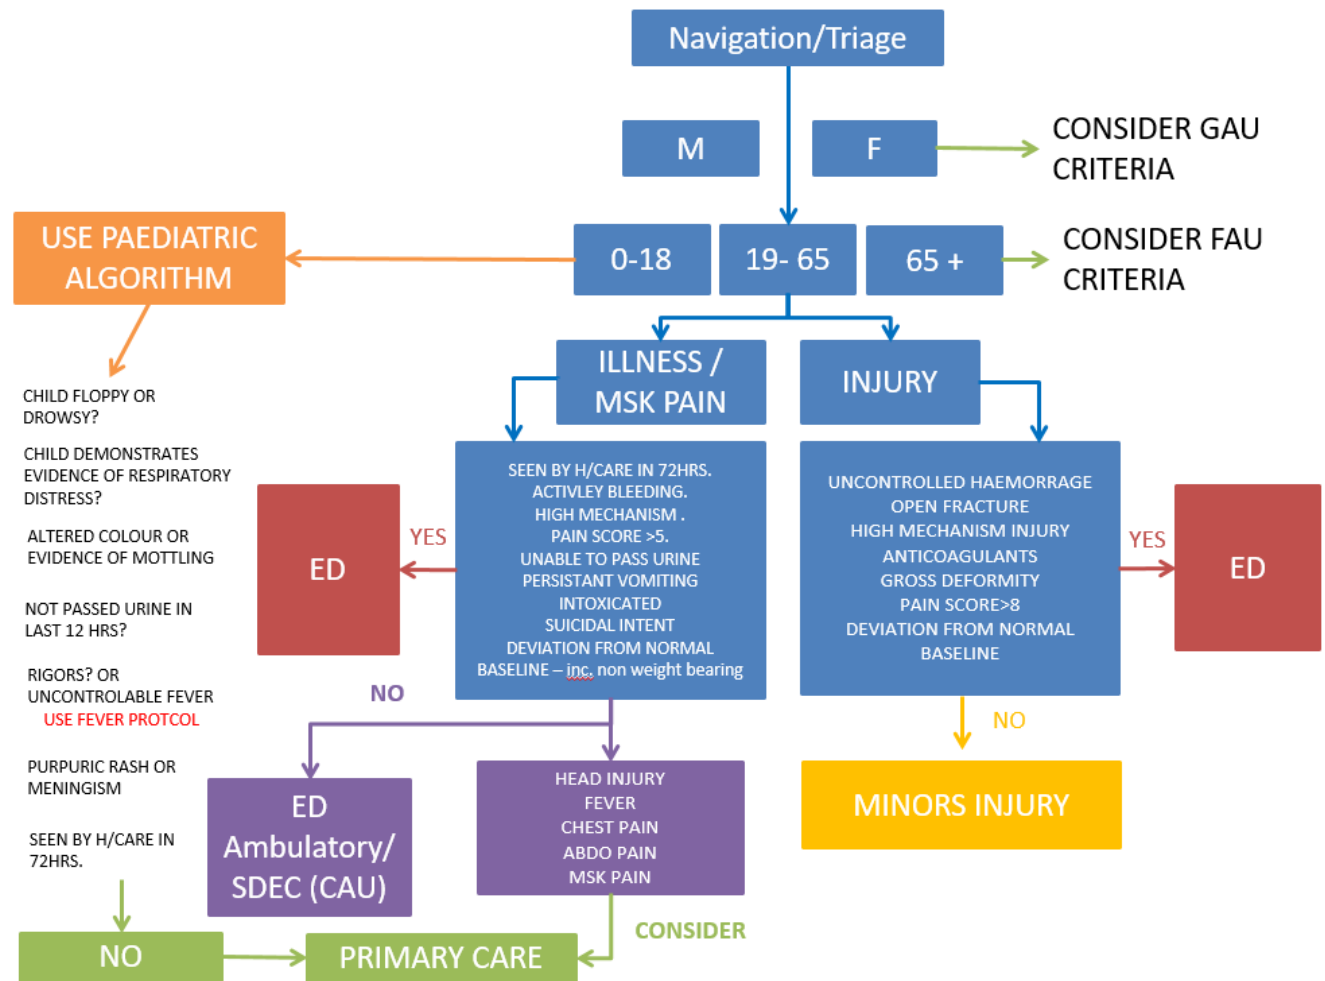 Navigation/Triage
M
F
CONSIDER GAU
CRITERIA
USE PAEDIATRIC
ALGORITHM
0-18
19- 65
65 +
CONSIDER FAU
CRITERIA
ILLNESS /
MSK PAIN
INJURY
CHILD FLOPPY OR
DROWSY?
CHILD DEMONSTRATES
EVIDENCE OF RESPIRATORY
DISTRESS?
ALTERED COLOUR OR
EVIDENCE OF MOTTLING
NOT PASSED URINE IN
LAST 12 HRS?
RIGORS? OR
UNCONTROLABLE FEVER
USE FEVER PROTCOL
PURPURIC RASH OR
MENINGISM
SEEN BY H/CARE IN
72HRS.
NO
ED
YES
SEEN BY H/CARE IN 72HRS.
ACTIVLEY BLEEDING.
HIGH MECHANISM .
PAIN SCORE >5.
UNABLE TO PASS URINE
PERSISTANT VOMITING
INTOXICATED
SUICIDAL INTENT
DEVIATION FROM NORMAL
BASELINE – inc. non weight bearing
UNCONTROLLED HAEMORRAGE
OPEN FRACTURE
HIGH MECHANISM INJURY
ANTICOAGULANTS
GROSS DEFORMITY
PAIN SCORE>8
DEVIATION FROM NORMAL
BASELINE
YES
ED
NO
NO
ED
Ambulatory/
SDEC (CAU)
HEAD INJURY
FEVER
CHEST PAIN
ABDO PAIN
MSK PAIN
MINORS INJURY
CONSIDER
PRIMARY CARE